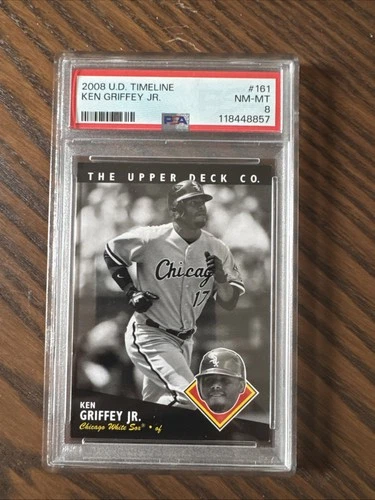 2008 U.D. TIMELINE #161
KEN GRIFFEY JR. NM-MT
8
PSA 118448857
THE UPPER DECK CO.
Chicago
17
KEN
GRIFFEY JR.
Chicago White Sox • of